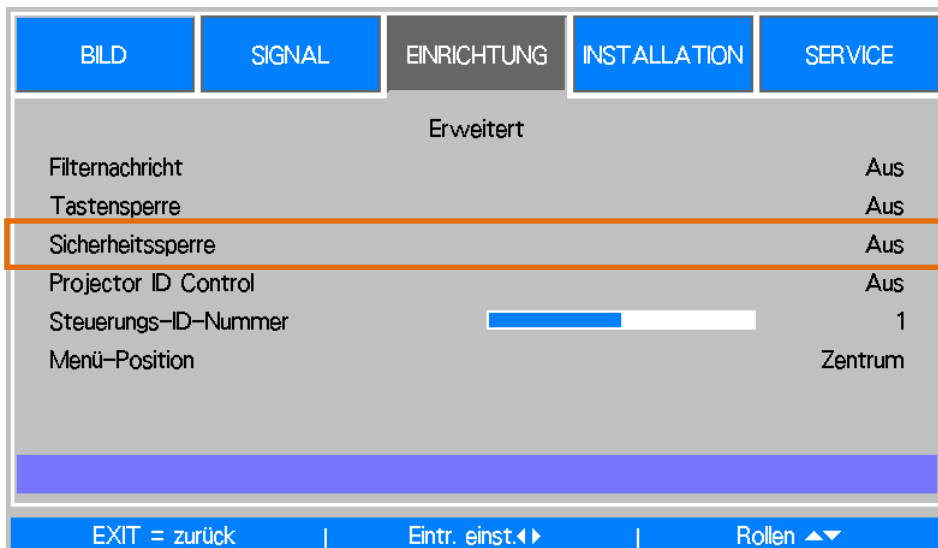 BILD SIGNAL EINRICHTUNG INSTALLATION SERVICE
Erweitert
Filternachricht Aus
Tastensperre Aus
Sicherheitssperre Aus
Projector ID Control Aus
Steuerungs-ID-Nummer 1
Menü-Position Zentrum
EXIT = zurück | Eintr. einst.◀▶ | Rollen ▲▼